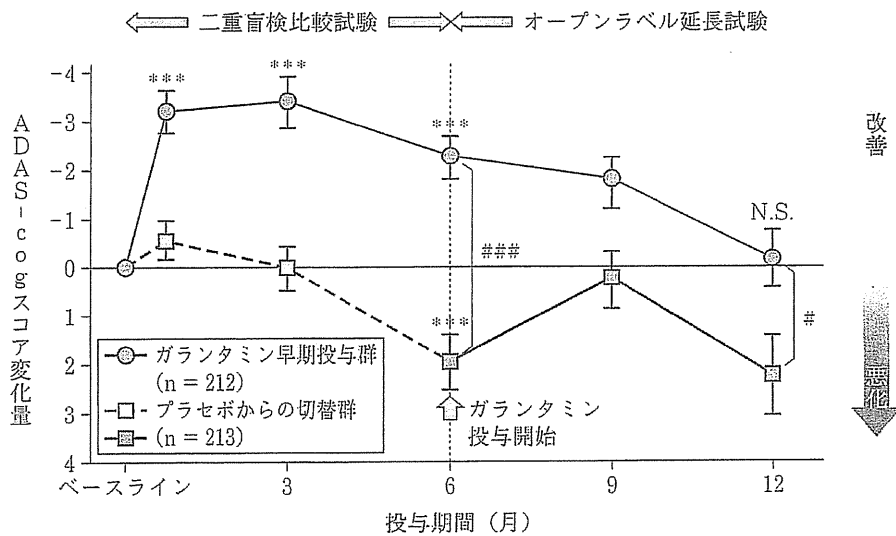 二重盲検比較試験 オープンラベル延長試験
ADAS-cogスコア変化量
-4
-3
-2
-1
0
1
2
3
4
***
***
***
***
###
N.S.
#
改善
悪化
ガランタミン早期投与群
(n = 212)
プラセボからの切替群
(n = 213)
ガランタミン
投与開始
ベースライン 3 6 9 12
投与期間（月）